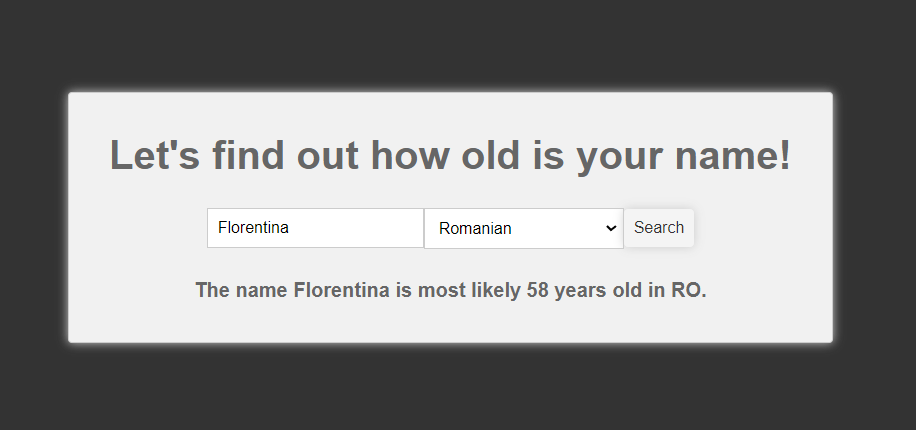 Let's find out how old is your name!
Florentina Romanian Search
The name Florentina is most likely 58 years old in RO.